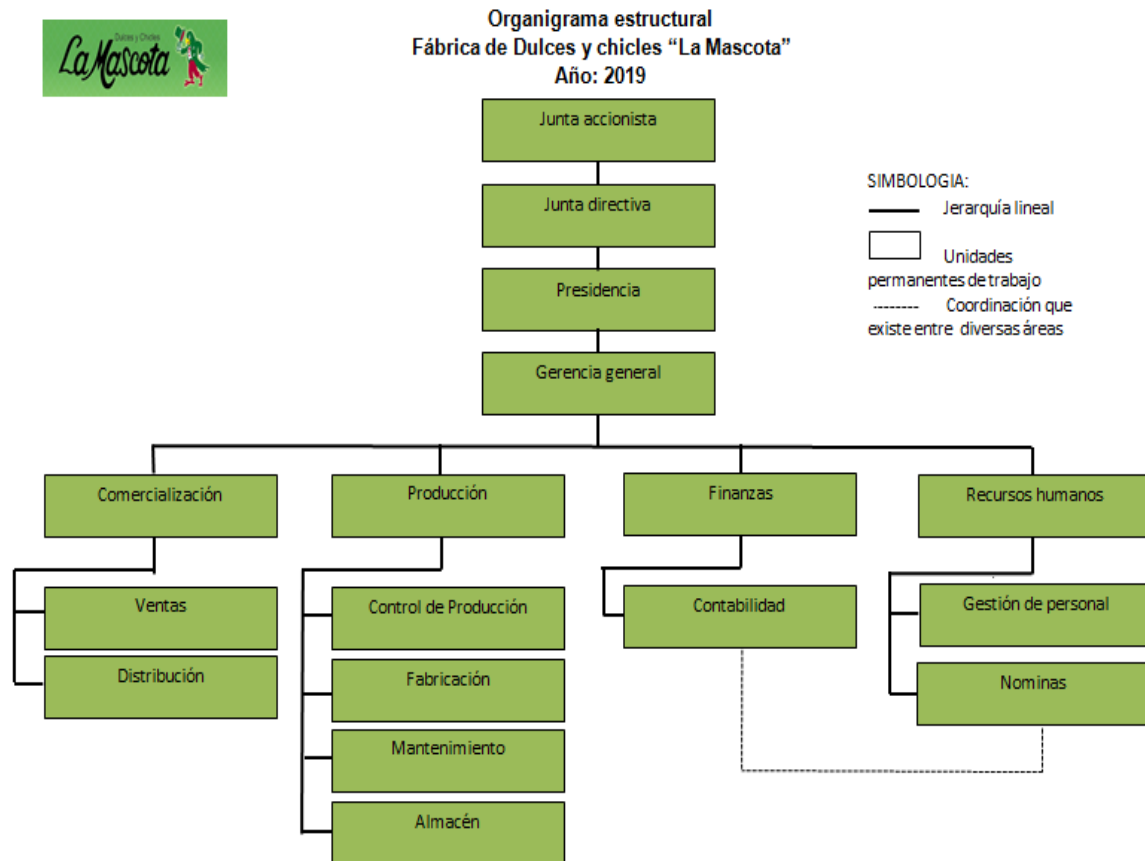 Dulces y Chicles
La Mascota
Organigrama estructural
Fábrica de Dulces y chicles “La Mascota”
Año: 2019
Junta accionista
Junta directiva
Presidencia
Gerencia general
SIMBOLOGIA:
Jerarquía lineal
Unidades
permanentes de trabajo
Coordinación que
existe entre diversas áreas
Comercialización
Producción
Finanzas
Recursos humanos
Ventas
Distribución
Control de Producción
Fabricación
Mantenimiento
Almacén
Contabilidad
Gestión de personal
Nominas